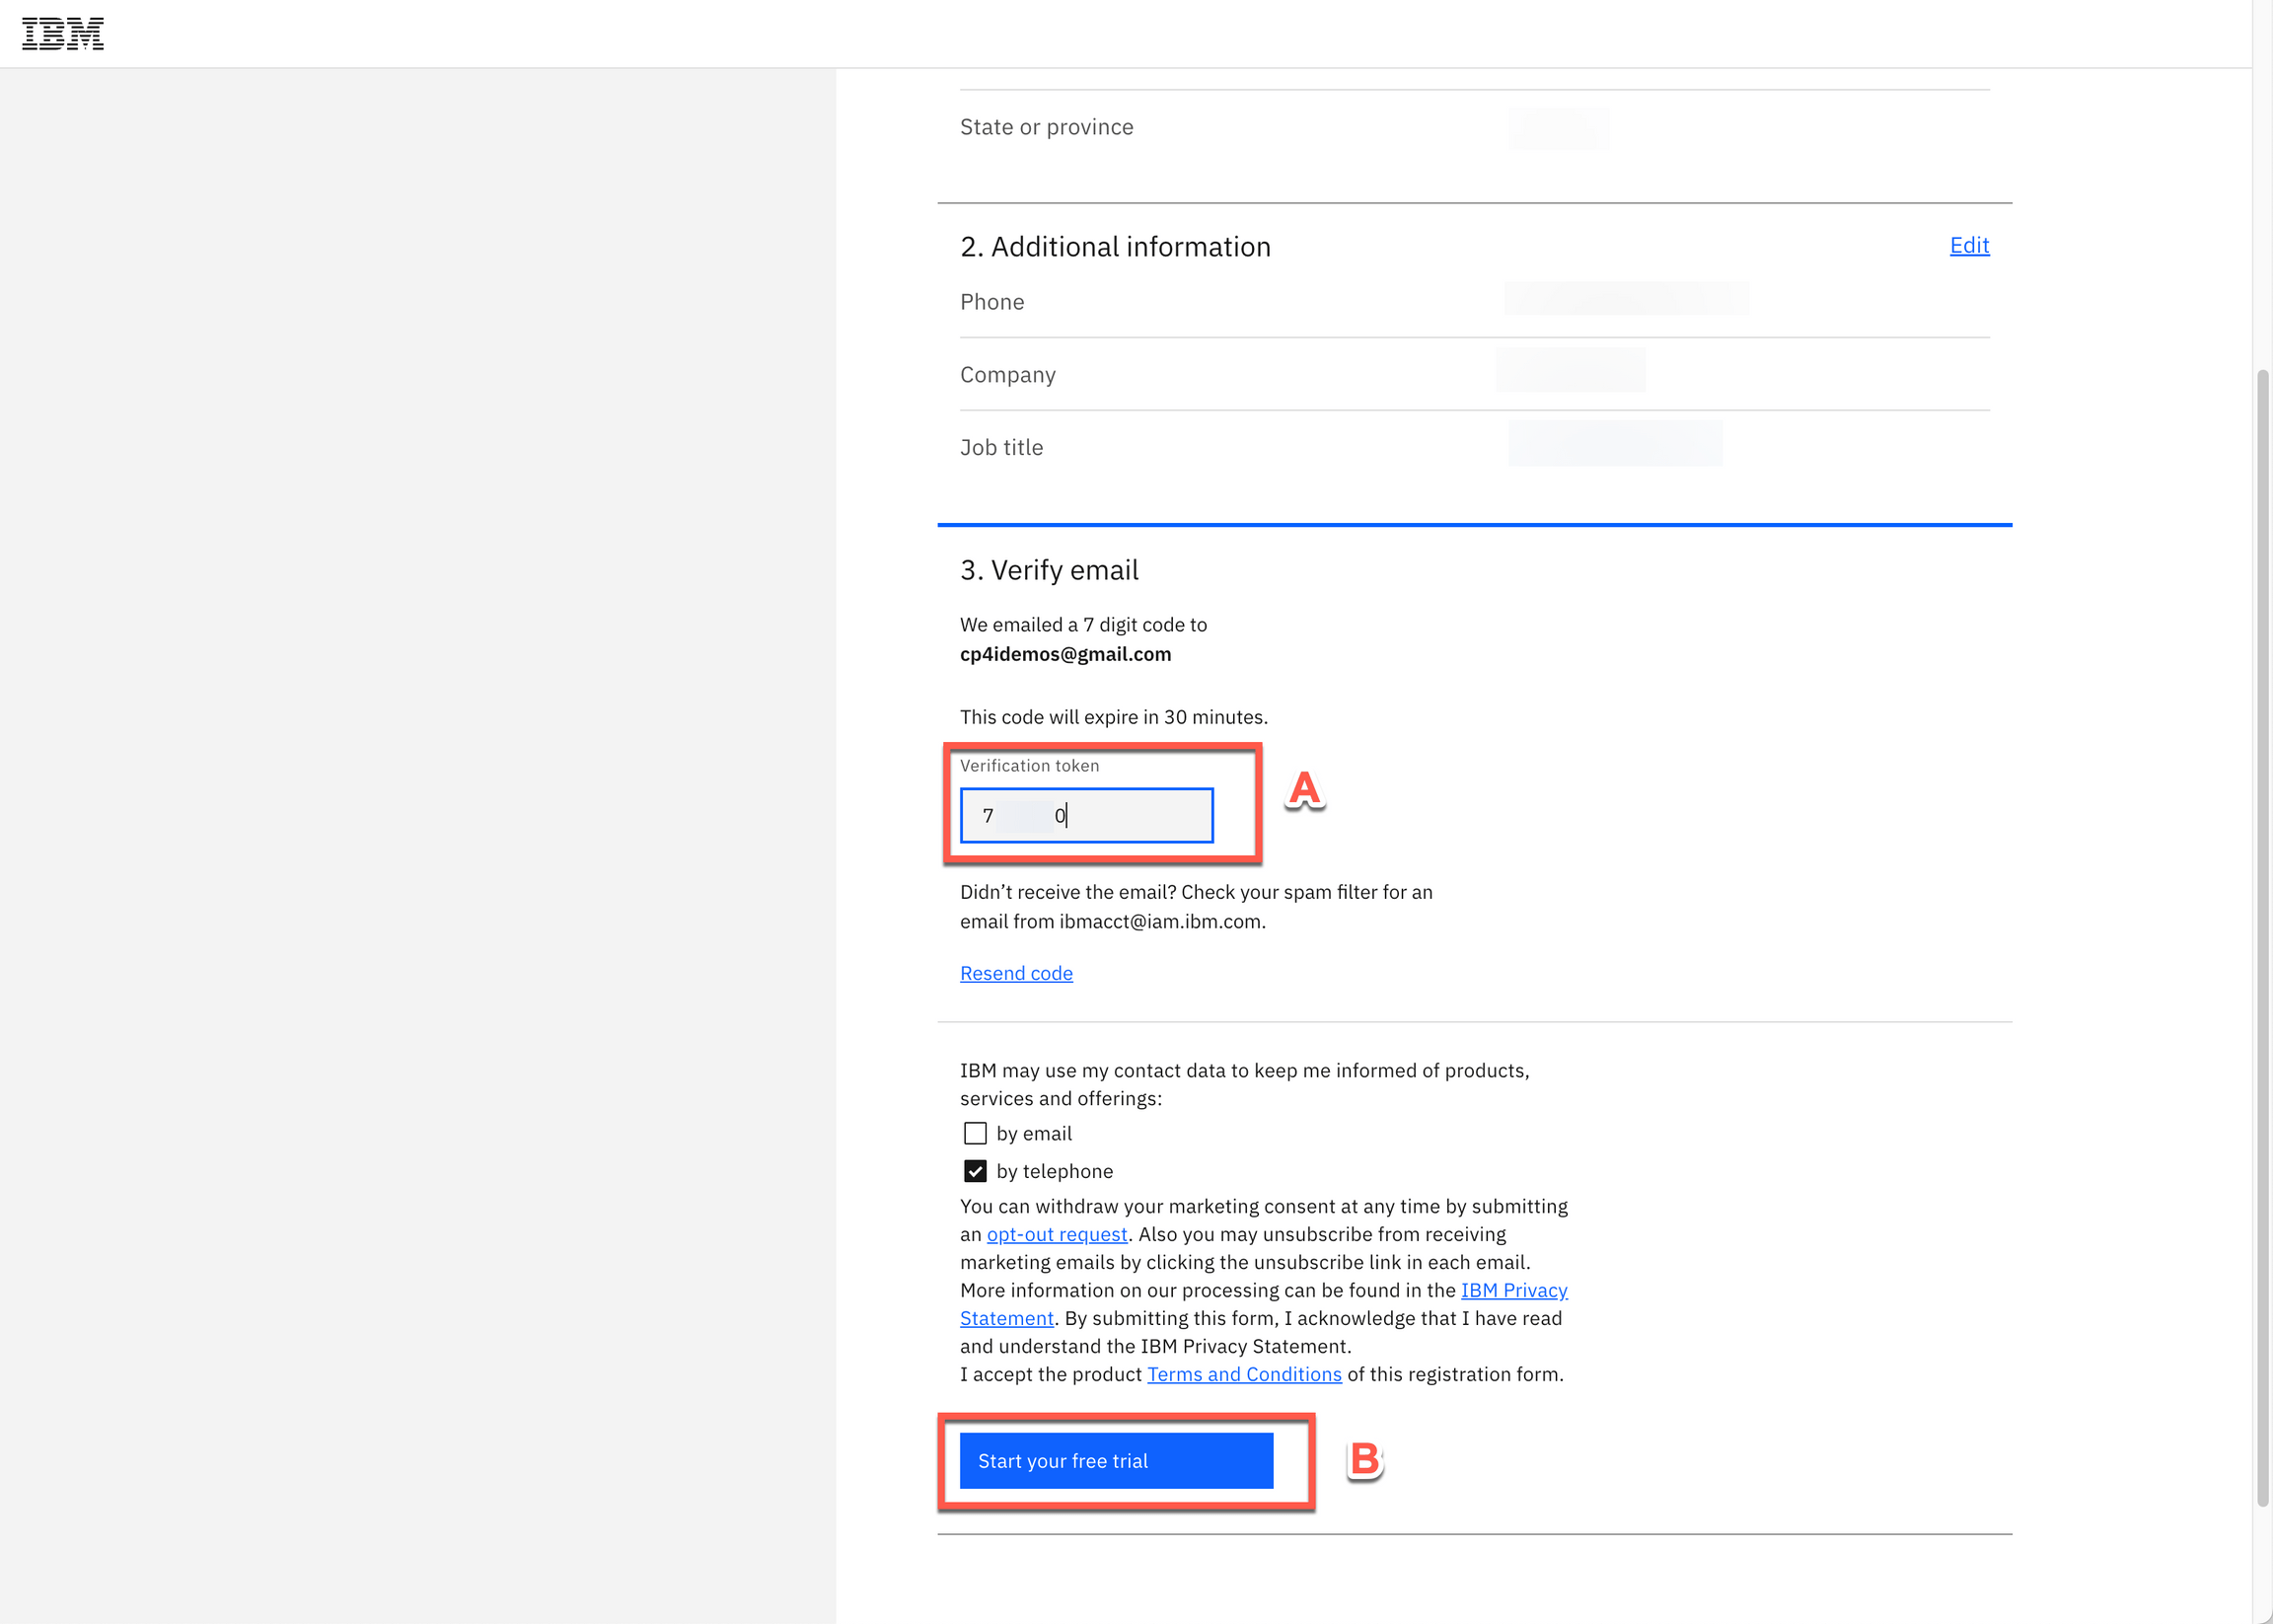 IBM
State or province
2. Additional information
Edit
Phone
Company
Job title
3. Verify email
We emailed a 7 digit code to
cp4idemos@gmail.com
This code will expire in 30 minutes.
Verification token
7 0
A
Didn’t receive the email? Check your spam filter for an
email from ibmacct@iam.ibm.com.
Resend code
IBM may use my contact data to keep me informed of products,
services and offerings:
by email
by telephone
You can withdraw your marketing consent at any time by submitting
an opt-out request. Also you may unsubscribe from receiving
marketing emails by clicking the unsubscribe link in each email.
More information on our processing can be found in the IBM Privacy
Statement. By submitting this form, I acknowledge that I have read
and understand the IBM Privacy Statement.
I accept the product Terms and Conditions of this registration form.
Start your free trial
B